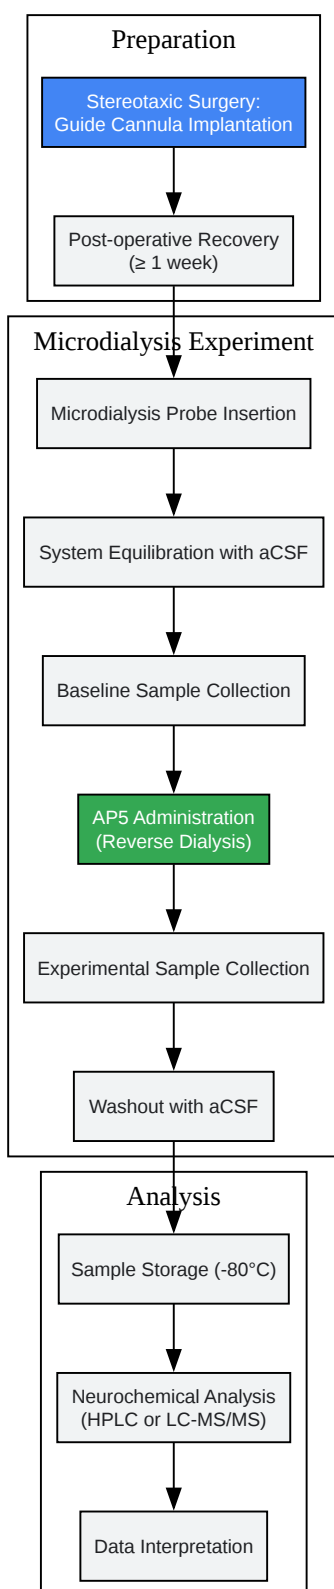 Preparation
Stereotaxic Surgery:
Guide Cannula Implantation
Post-operative Recovery
(≥ 1 week)
Microdialysis Experiment
Microdialysis Probe Insertion
System Equilibration with aCSF
Baseline Sample Collection
AP5 Administration
(Reverse Dialysis)
Experimental Sample Collection
Washout with aCSF
Analysis
Sample Storage (-80°C)
Neurochemical Analysis
(HPLC or LC-MS/MS)
Data Interpretation